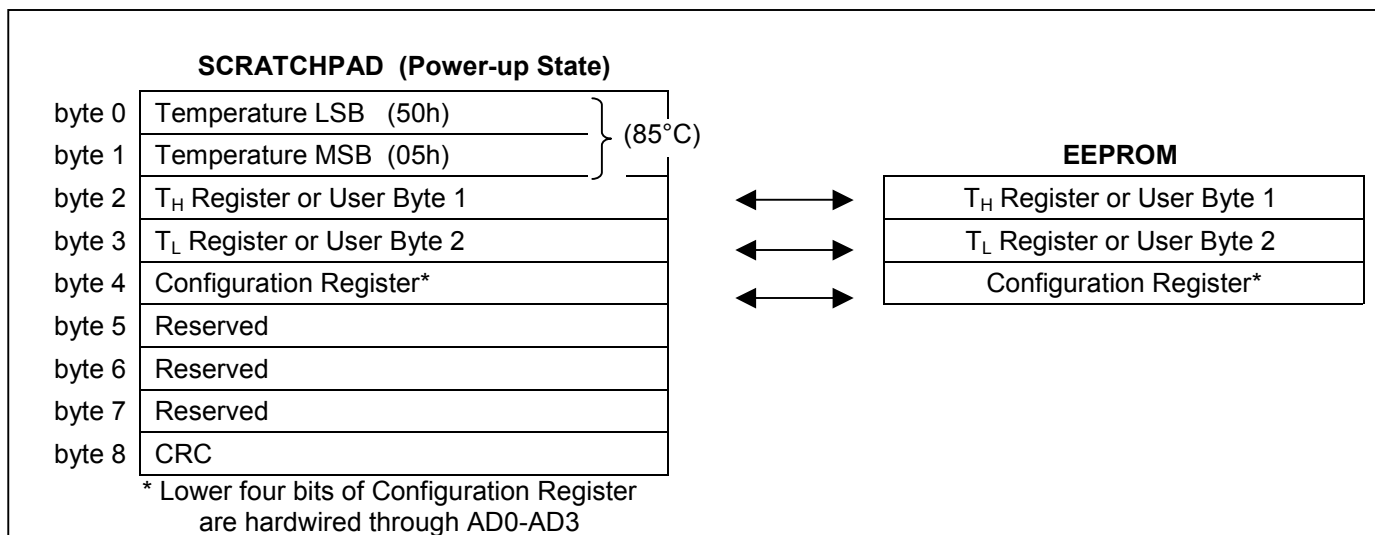 SCRATCHPAD (Power-up State)
byte 0 Temperature LSB (50h)
(85°C)
byte 1 Temperature MSB (05h)
EEPROM
byte 2 TH Register or User Byte 1 TH Register or User Byte 1
byte 3 TL Register or User Byte 2 TL Register or User Byte 2
byte 4 Configuration Register* Configuration Register*
byte 5 Reserved
byte 6 Reserved
byte 7 Reserved
byte 8 CRC
* Lower four bits of Configuration Register
are hardwired through AD0-AD3